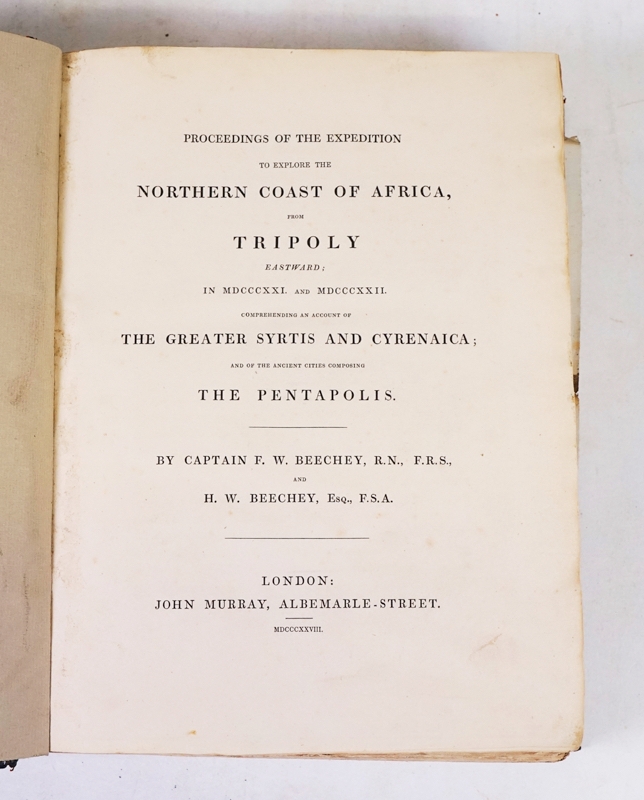 PROCEEDINGS OF THE EXPEDITION
TO EXPLORE THE
NORTHERN COAST OF AFRICA,
FROM
TRIPOLY
EASTWARD;
IN MDCCCXXI. AND MDCCCXXII.
COMPREHENDING AN ACCOUNT OF
THE GREATER SYRTIS AND CYRENAICA;
AND OF THE ANCIENT CITIES COMPOSING
THE PENTAPOLIS.
BY CAPTAIN F. W. BEECHEY, R.N., F.R.S.,
AND
H. W. BEECHEY, Esq., F.S.A.
LONDON:
JOHN MURRAY, ALBEMARLE-STREET.
MDCCCXXVIII.